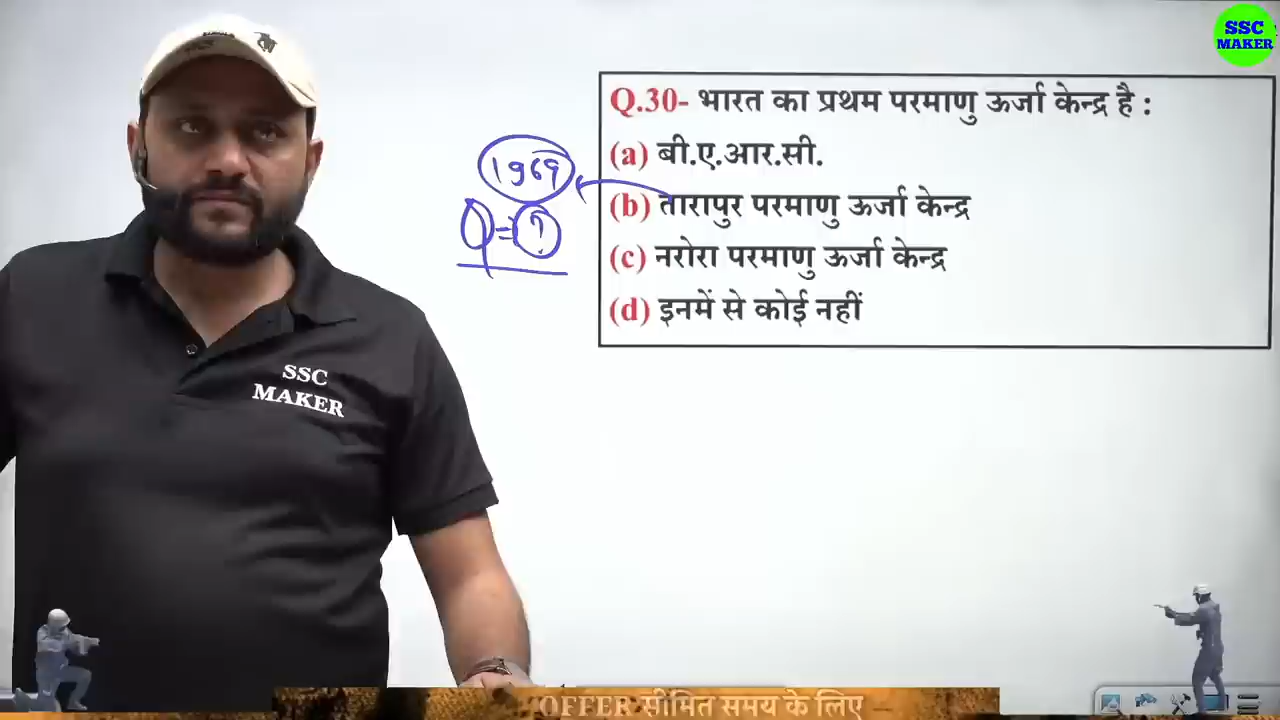 SSC
MAKER
Q.30- भारत का प्रथम परमाणु ऊर्जा केन्द्र है :
(a) बी.ए.आर.सी.
(b) तारापुर परमाणु ऊर्जा केन्द्र
(c) नरोरा परमाणु ऊर्जा केन्द्र
(d) इनमें से कोई नहीं
1969
Q=?
SSC
MAKER
OFFER सीमित समय के लिए